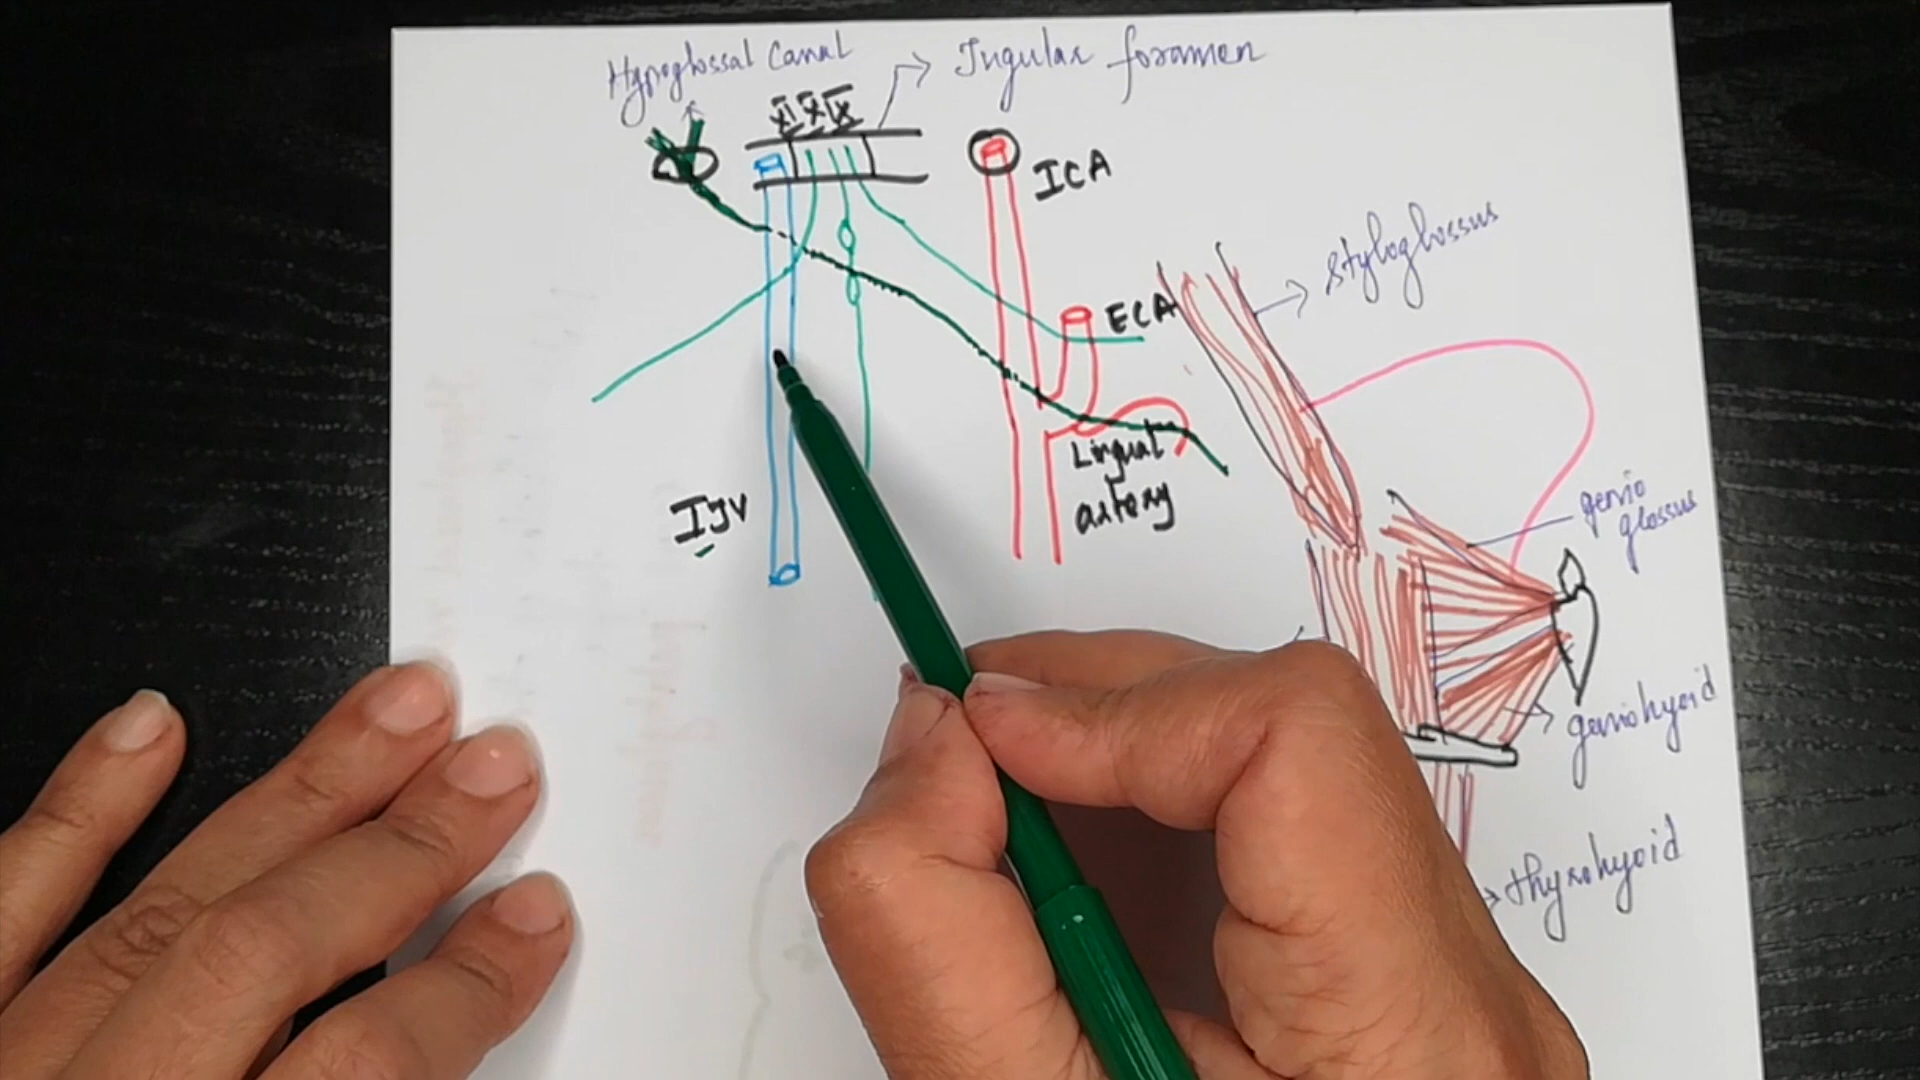 Hypoglossal Canal
Jugular foramen
XI X IX
ICA
Styloglossus
ECA
Lingual
artery
IJV
genio
glossus
geniohyoid
thyrohyoid